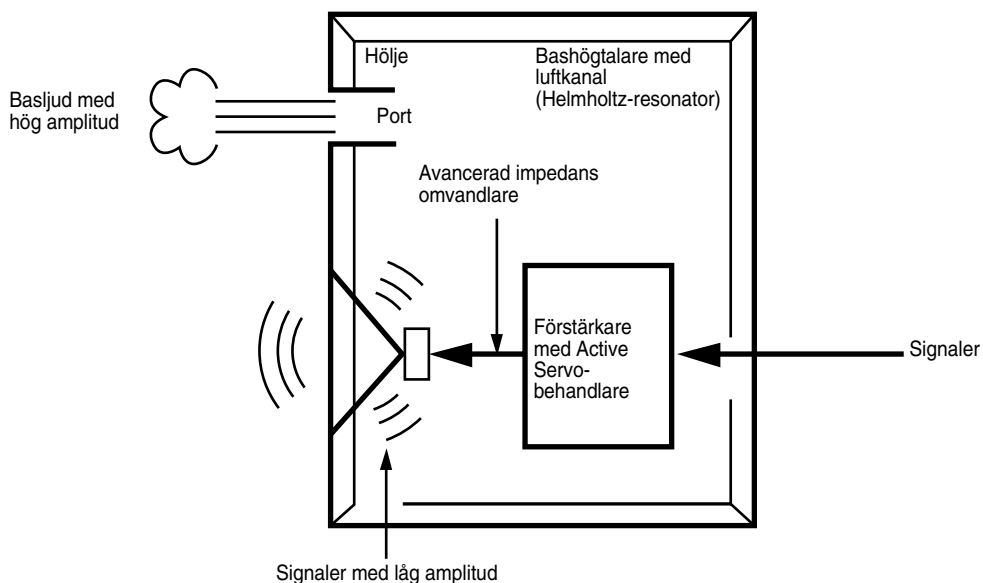 Hölje
Bashögtalare med
luftkanal
(Helmholtz-resonator)
Basljud med
hög amplitud
Port
Avancerad impedans
omvandlare
Förstärkare
med Active
Servo-
behandlare
Signaler
Signaler med låg amplitud